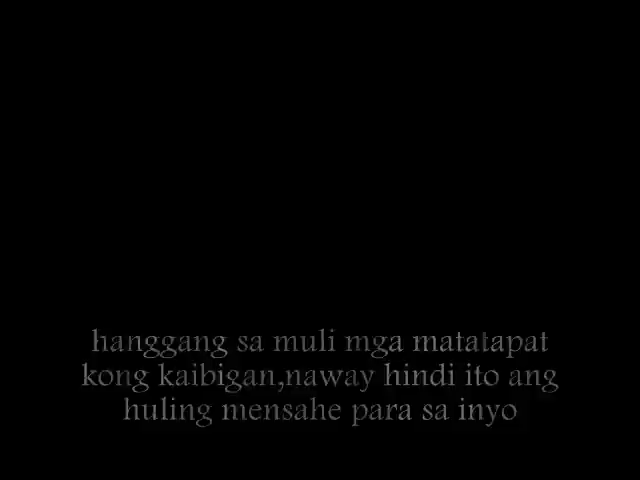 hanggang sa muli mga matatapat
kong kaibigan,naway hindi ito ang
huling mensahe para sa inyo